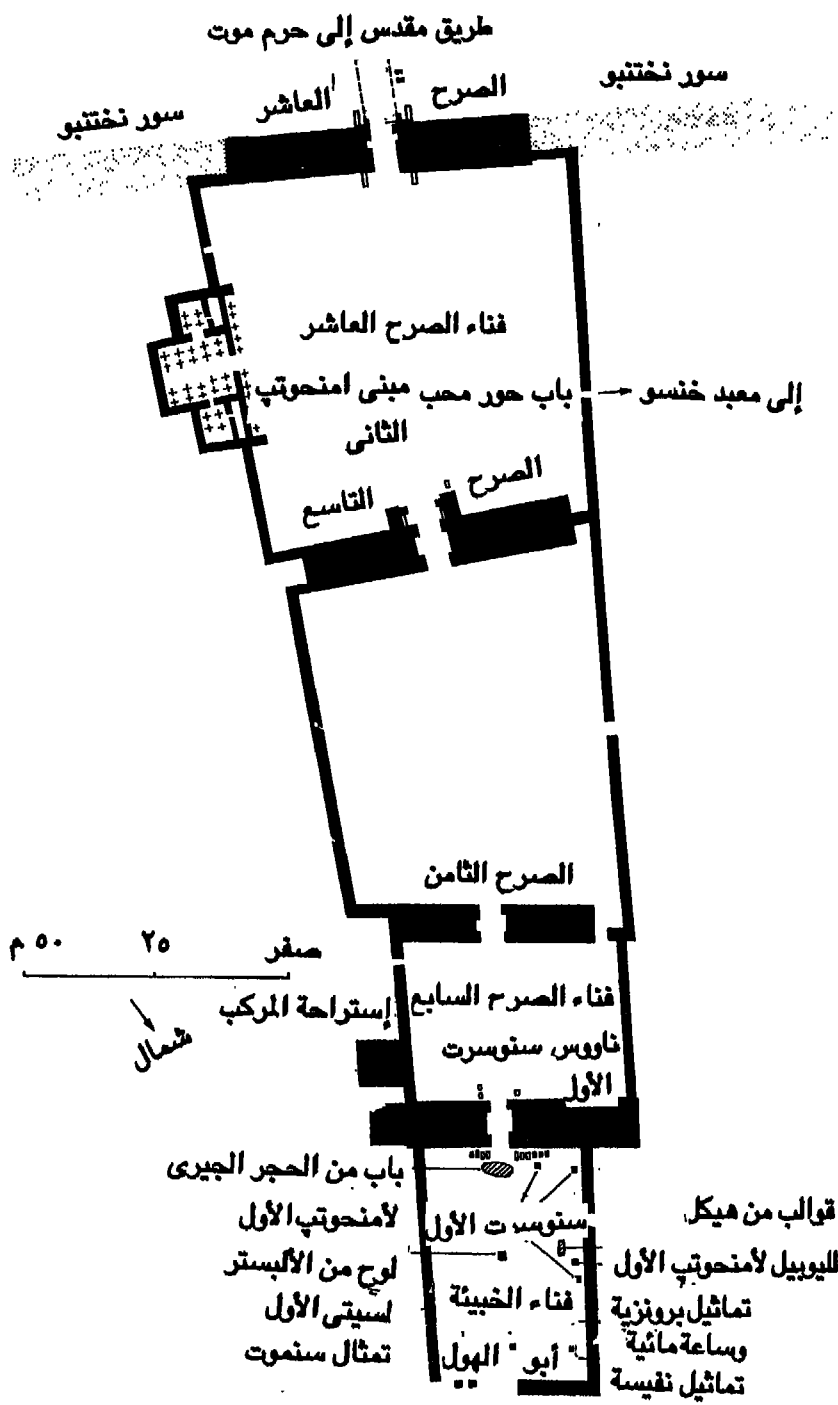 طريق مقدس إلى حرم موت
سور نختنبو
الصرح
العاشر
سور نختنبو
فناء الصرح العاشر
إلى معبد خنسو
باب حور محب
مبنى امنحوتپ
الثانى
الصرح
التاسع
الصرح الثامن
صفر
٢٥
٥٠ م
شمال
فناء الصرح السابع
إستراحة المركب
ناووس سنوسرت
الأول
باب من الحجر الجيرى
لأمنحوتپ الأول
لوح من الألبستر
لسيتى الأول
تمثال سنموت
سنوسرت الأول
فناء الخبيئة
أبو الهول
قوالب من هيكل
لليوبيل لأمنحوتپ الأول
تماثيل برونزية
وساعة مائية
تماثيل نفيسة